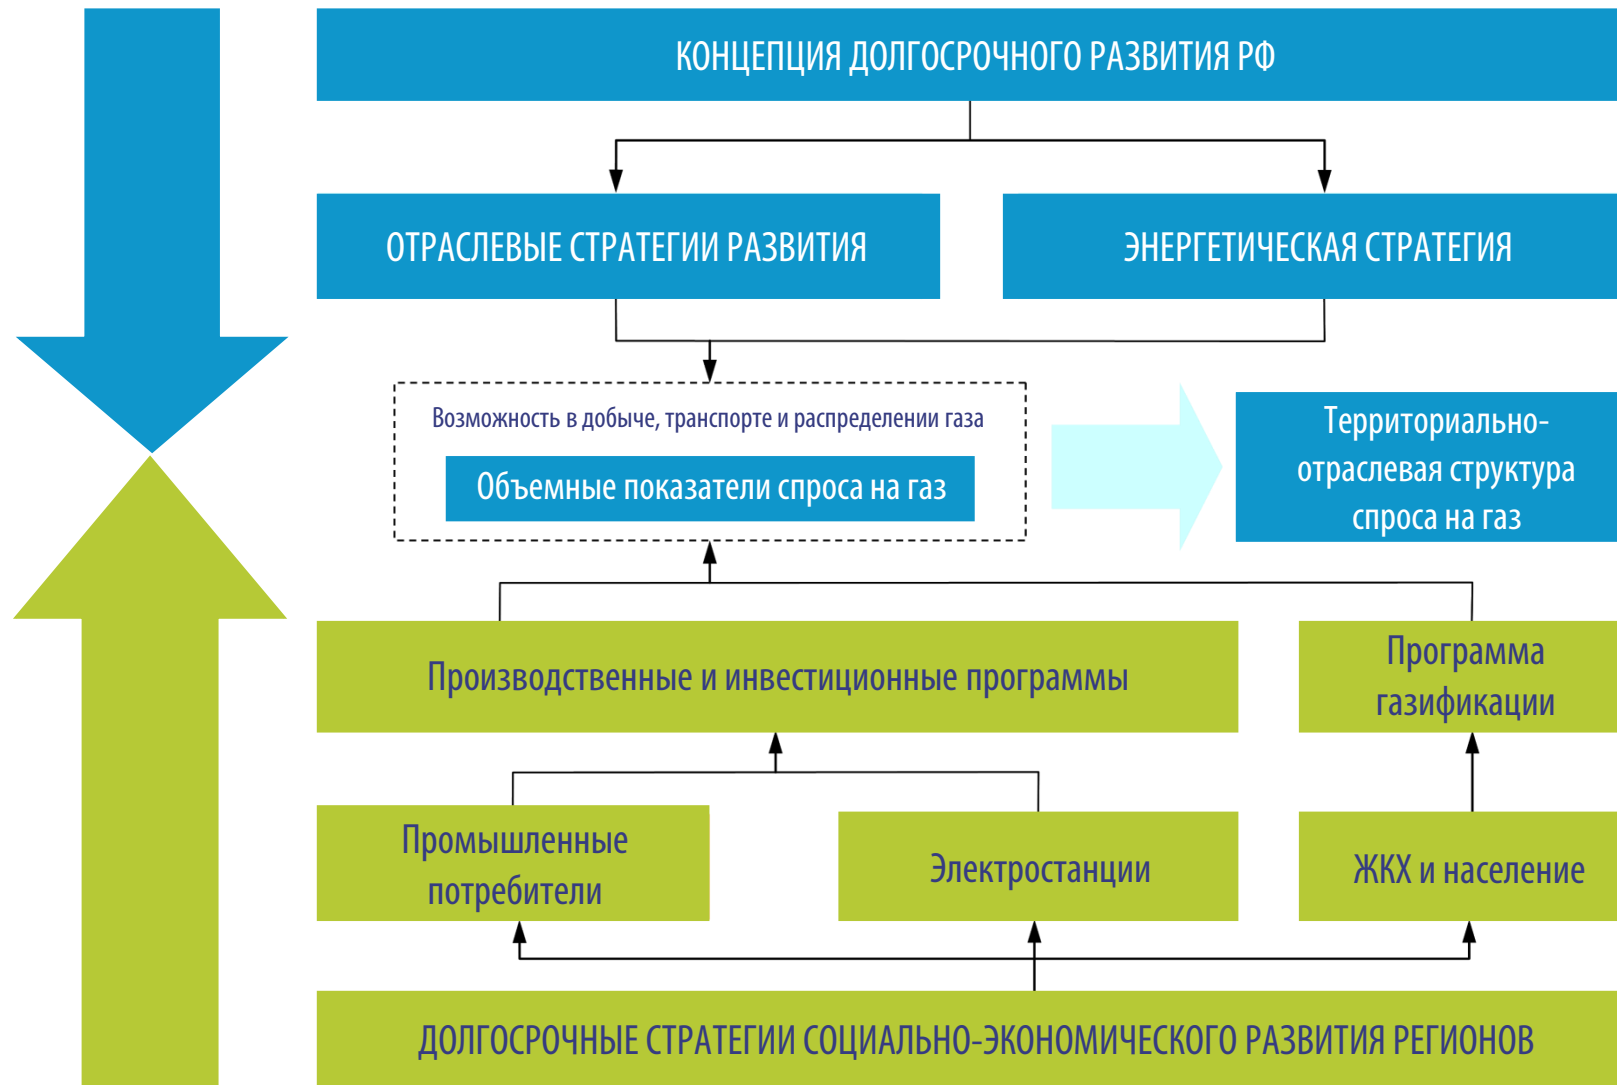 КОНЦЕПЦИЯ ДОЛГОСРОЧНОГО РАЗВИТИЯ РФ
ОТРАСЛЕВЫЕ СТРАТЕГИИ РАЗВИТИЯ
ЭНЕРГЕТИЧЕСКАЯ СТРАТЕГИЯ
Возможность в добыче, транспорте и распределении газа
Объемные показатели спроса на газ
Территориально-
отраслевая структура
спроса на газ
Производственные и инвестиционные программы
Программа
газификации
Промышленные
потребители
Электростанции
ЖКХ и население
ДОЛГОСРОЧНЫЕ СТРАТЕГИИ СОЦИАЛЬНО-ЭКОНОМИЧЕСКОГО РАЗВИТИЯ РЕГИОНОВ